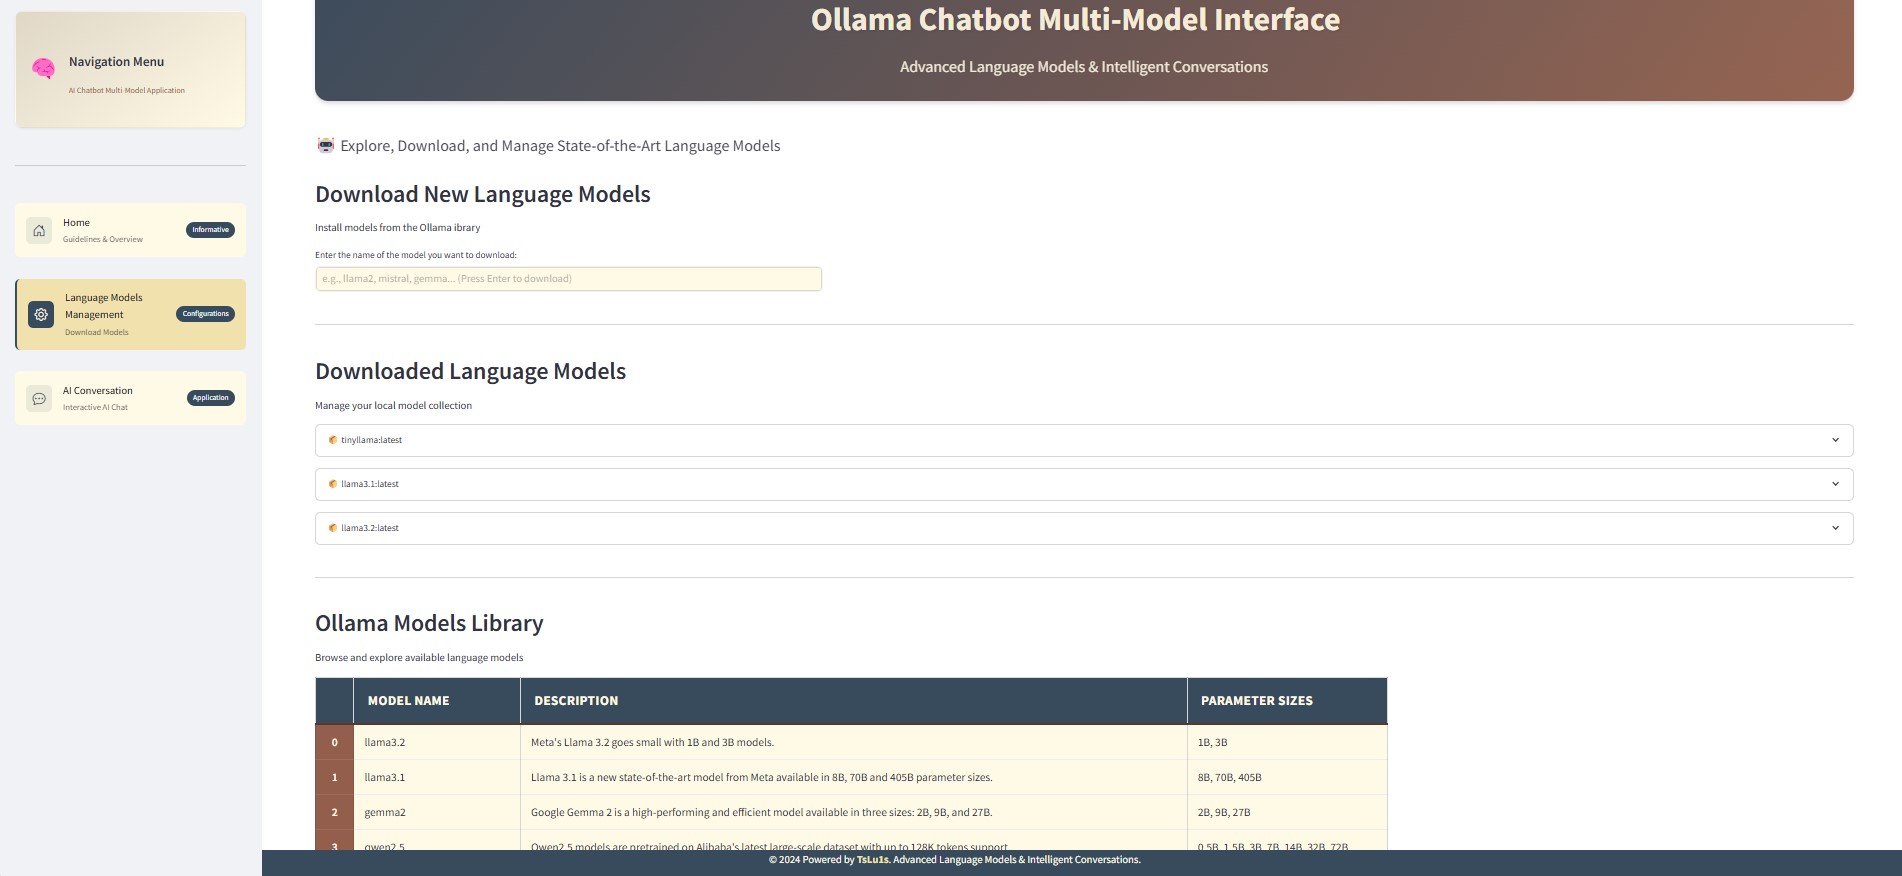 Navigation Menu
AI Chatbot Multi-Model Application
Home
Guidelines & Overview
Informative
Language Models
Management
Download Models
Configurations
AI Conversation
Interactive AI Chat
Application
Ollama Chatbot Multi-Model Interface
Advanced Language Models & Intelligent Conversations
Explore, Download, and Manage State-of-the-Art Language Models
Download New Language Models
Install models from the Ollama ibrary
Enter the name of the model you want to download:
e.g., llama2, mistral, gemma... (Press Enter to download)
Downloaded Language Models
Manage your local model collection
tinyllama:latest
llama3.1:latest
llama3.2:latest
Ollama Models Library
Browse and explore available language models
MODEL NAME DESCRIPTION PARAMETER SIZES
0 llama3.2 Meta's Llama 3.2 goes small with 1B and 3B models. 1B, 3B
1 llama3.1 Llama 3.1 is a new state-of-the-art model from Meta available in 8B, 70B and 405B parameter sizes. 8B, 70B, 405B
2 gemma2 Google Gemma 2 is a high-performing and efficient model available in three sizes: 2B, 9B, and 27B. 2B, 9B, 27B
3 qwen2.5 Qwen2.5 models are pretrained on Alibaba's latest large-scale dataset with up to 128K tokens support 0.5B, 1.5B, 3B, 7B, 14B, 32B, 72B
© 2024 Powered by TsLu1s. Advanced Language Models & Intelligent Conversations.